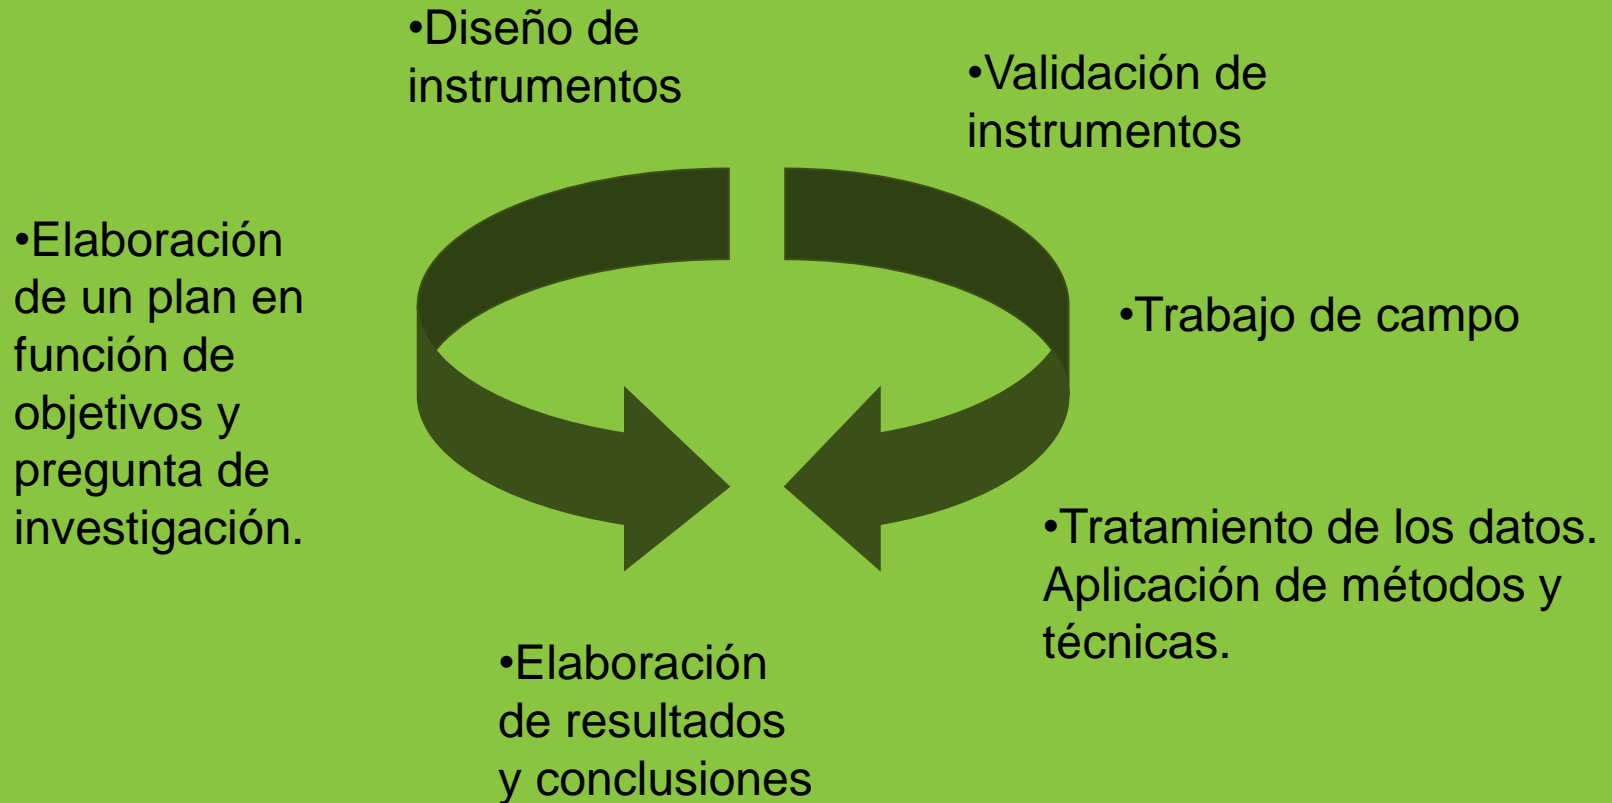 •Diseño de
instrumentos
•Validación de
instrumentos
•Elaboración
de un plan en
función de
objetivos y
pregunta de
investigación.
•Trabajo de campo
•Tratamiento de los datos.
Aplicación de métodos y
técnicas.
•Elaboración
de resultados
y conclusiones